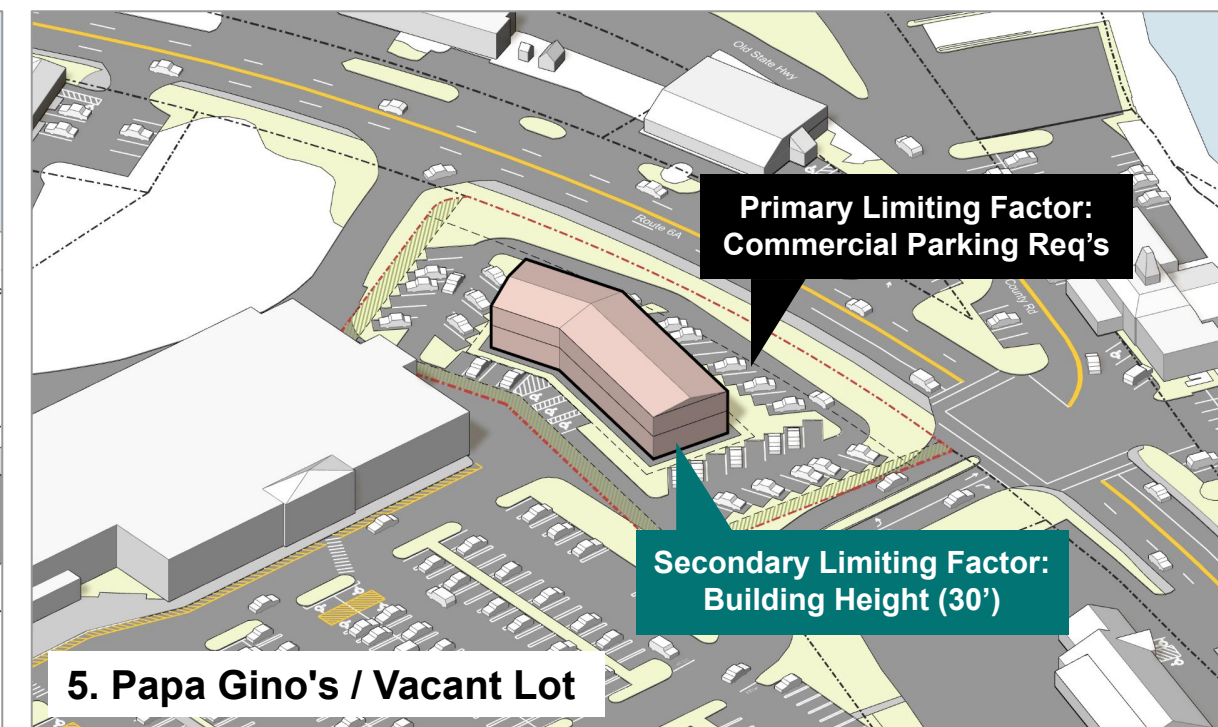 Old State Hwy
Primary Limiting Factor:
Commercial Parking Req's
Route 6A
County Rd
Secondary Limiting Factor:
Building Height (30')
5. Papa Gino's / Vacant Lot